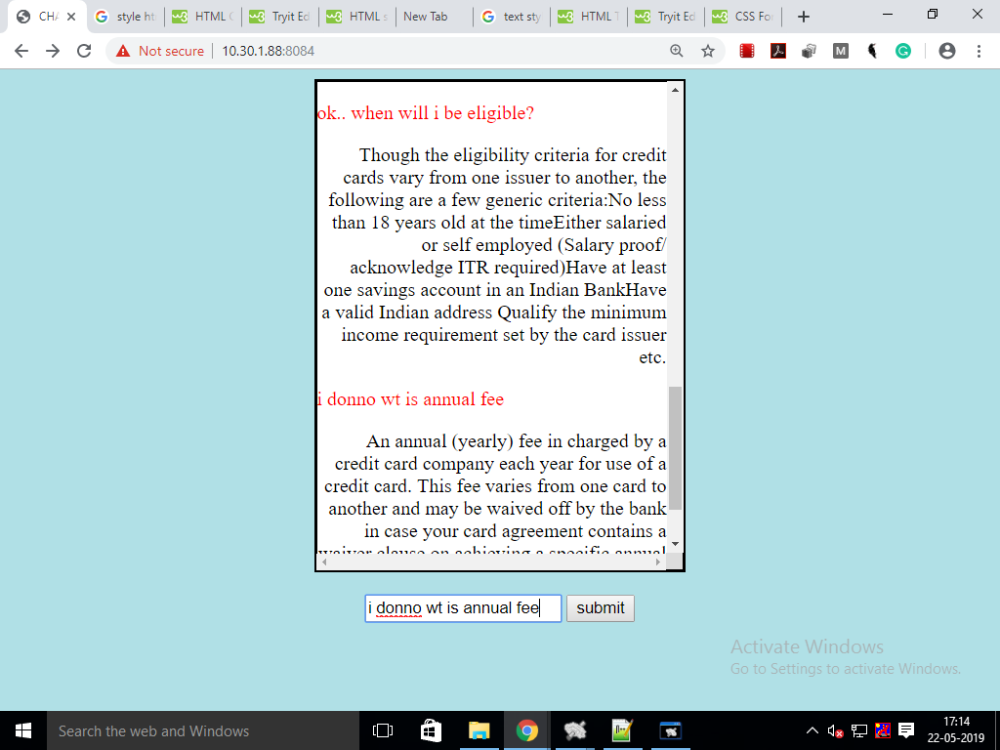 CHA
style ht
HTML C
Tryit Ed
HTML s
New Tab
text sty
HTML T
Tryit Ed
CSS Fo
Not secure
10.30.1.88:8084
ok.. when will i be eligible?
Though the eligibility criteria for credit
cards vary from one issuer to another, the
following are a few generic criteria:No less
than 18 years old at the timeEither salaried
or self employed (Salary proof/
acknowledge ITR required)Have at least
one savings account in an Indian BankHave
a valid Indian address Qualify the minimum
income requirement set by the card issuer
etc.
i donno wt is annual fee
An annual (yearly) fee in charged by a
credit card company each year for use of a
credit card. This fee varies from one card to
another and may be waived off by the bank
in case your card agreement contains a
waiver clause on achieving a specific annual
i donno wt is annual fee
submit
Activate Windows
Go to Settings to activate Windows.
Search the web and Windows
17:14
22-05-2019